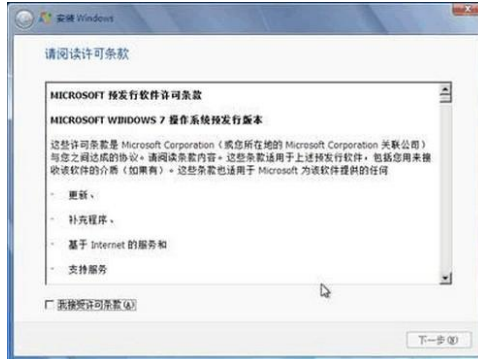 安装 Windows
请阅读许可条款
MICROSOFT 预发行软件许可条款
MICROSOFT WINDOWS 7 操作系统预发行版本
这些许可条款是 Microsoft Corporation（或您所在地的 Microsoft Corporation 关联公司）
与您之间达成的协议。请阅读条款内容。这些条款适用于上述预发行软件，包括您用来接
收该软件的介质（如果有）。这些条款也适用于 Microsoft 为该软件提供的任何
- 更新、
- 补充程序、
- 基于 Internet 的服务和
- 支持服务
我接受许可条款(A)
下一步(N)